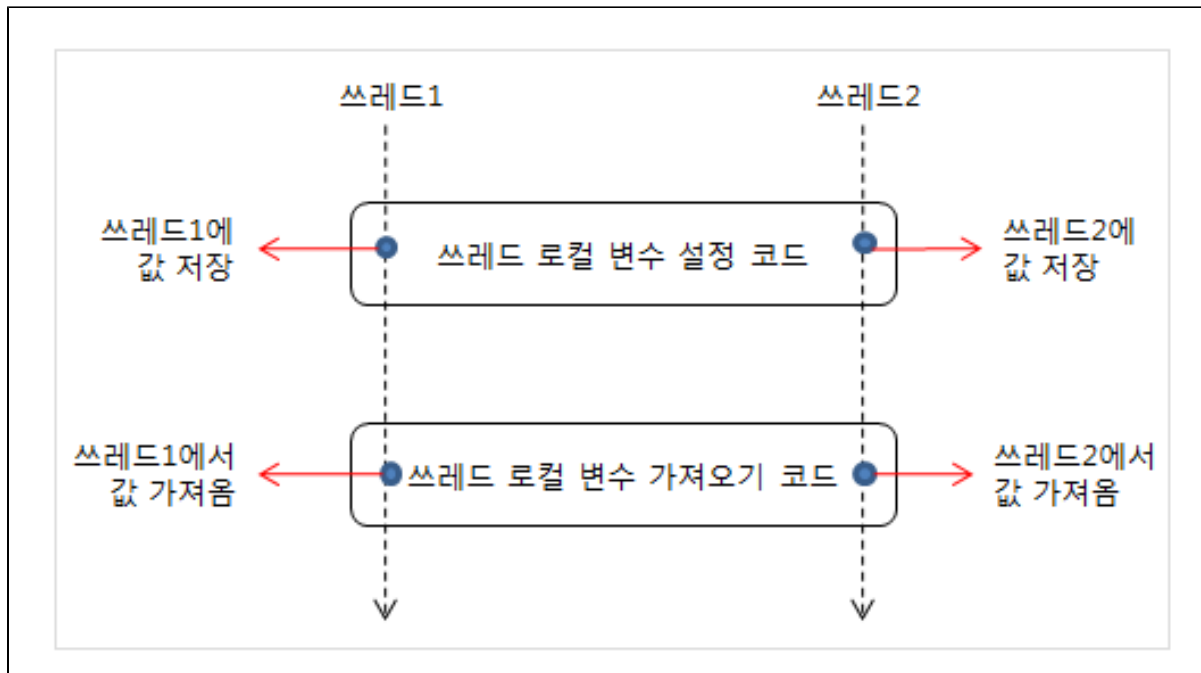 쓰레드1
쓰레드2
쓰레드1에
값 저장
쓰레드 로컬 변수 설정 코드
쓰레드2에
값 저장
쓰레드1에서
값 가져옴
쓰레드 로컬 변수 가져오기 코드
쓰레드2에서
값 가져옴